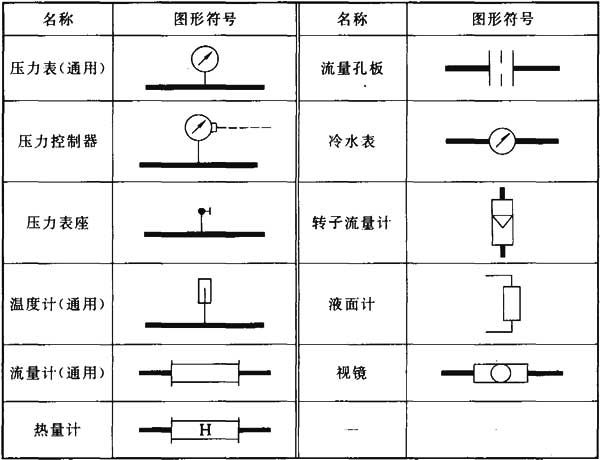 名称 图形符号 名称 图形符号
压力表(通用) 流量孔板
压力控制器 冷水表
压力表座 转子流量计
温度计(通用) 液面计
流量计(通用) 视镜
热量计 H —